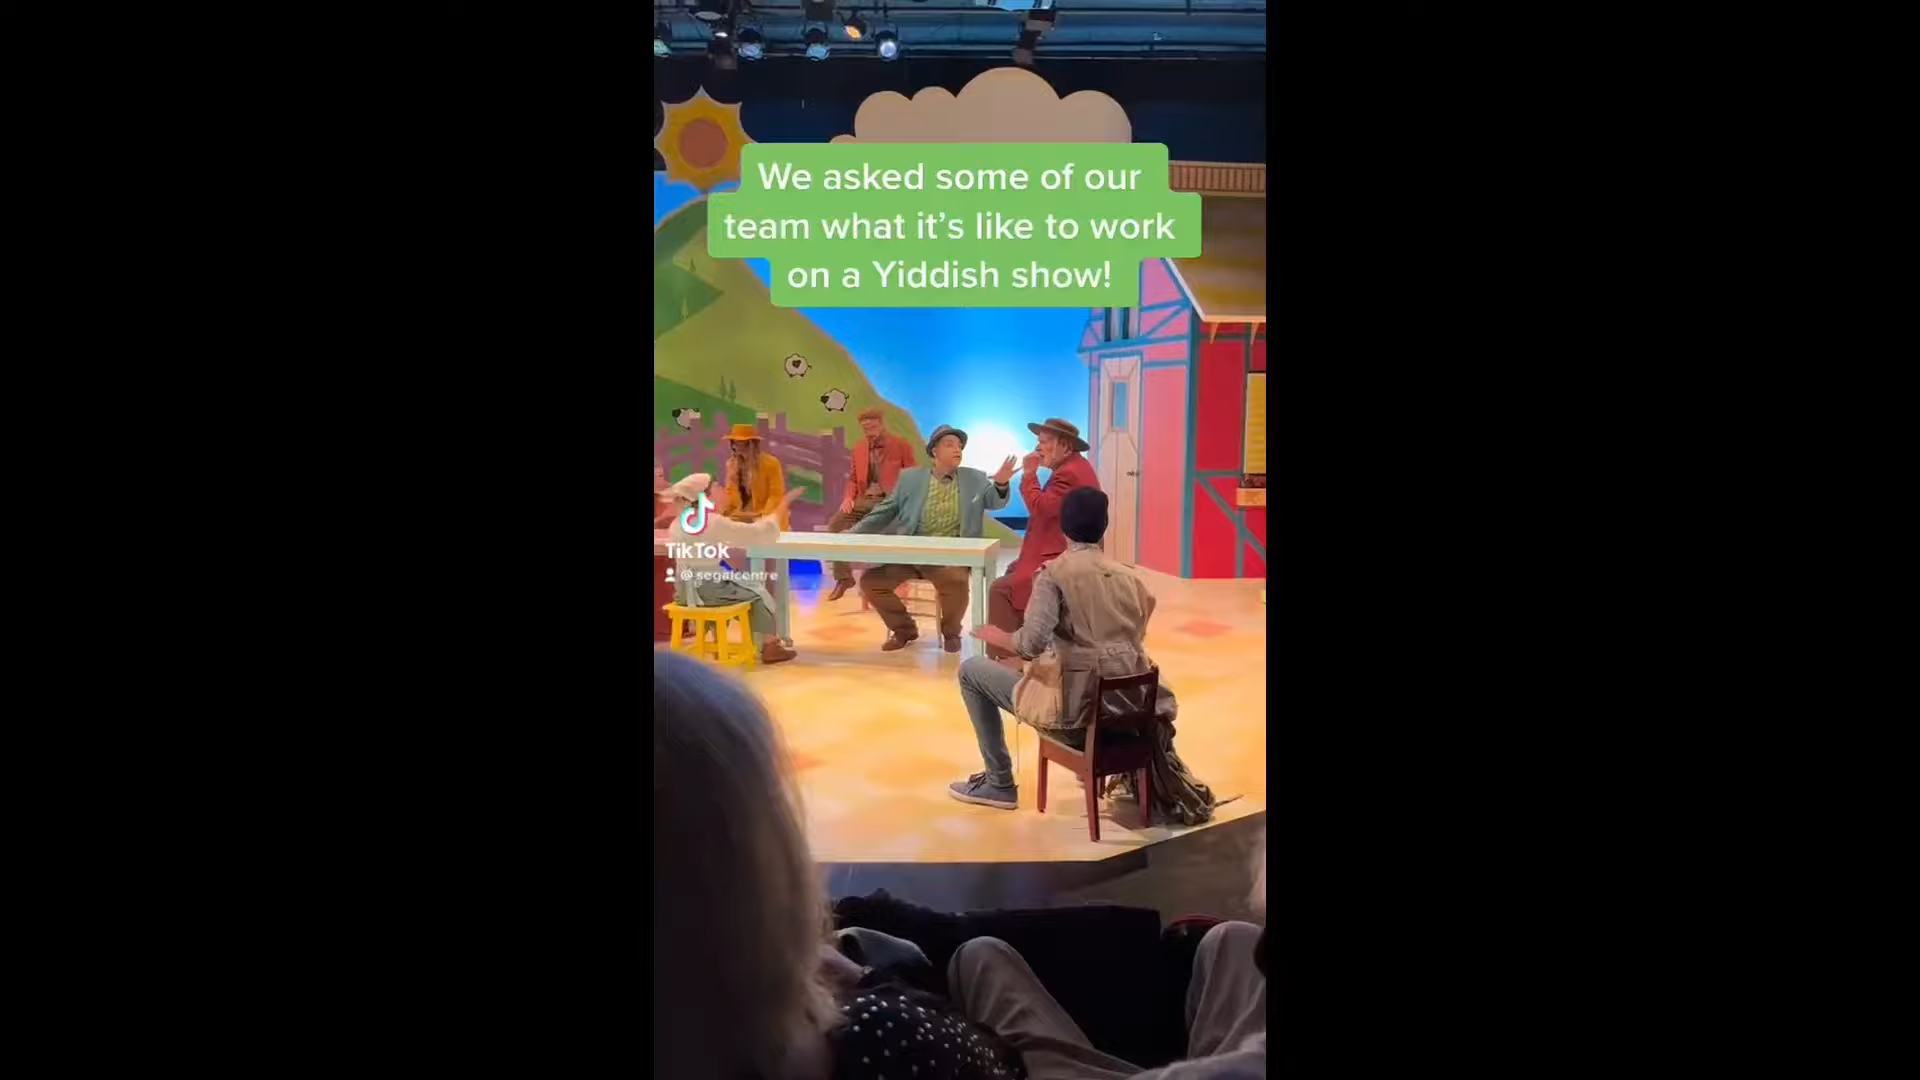 We asked some of our
team what it’s like to work
on a Yiddish show!
TikTok
@ segalcentre